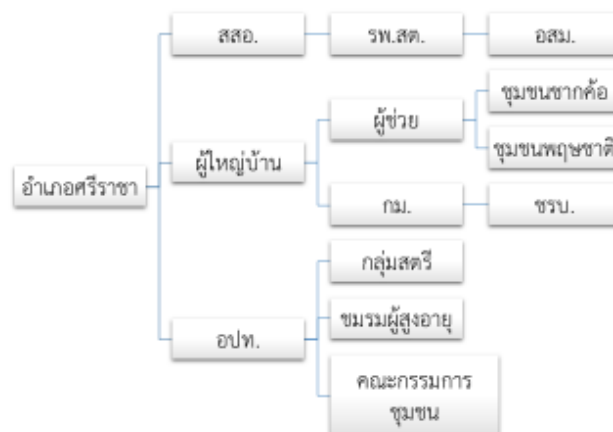 สสอ.
รพ.สต.
อสม.
ชุมชนชากค้อ
ผู้ช่วย
ผู้ใหญ่บ้าน
ชุมชนพฤษชาติ
อำเภอศรีราชา
กม.
ชรบ.
กลุ่มสตรี
ชมรมผู้สูงอายุ
อปท.
คณะกรรมการ
ชุมชน